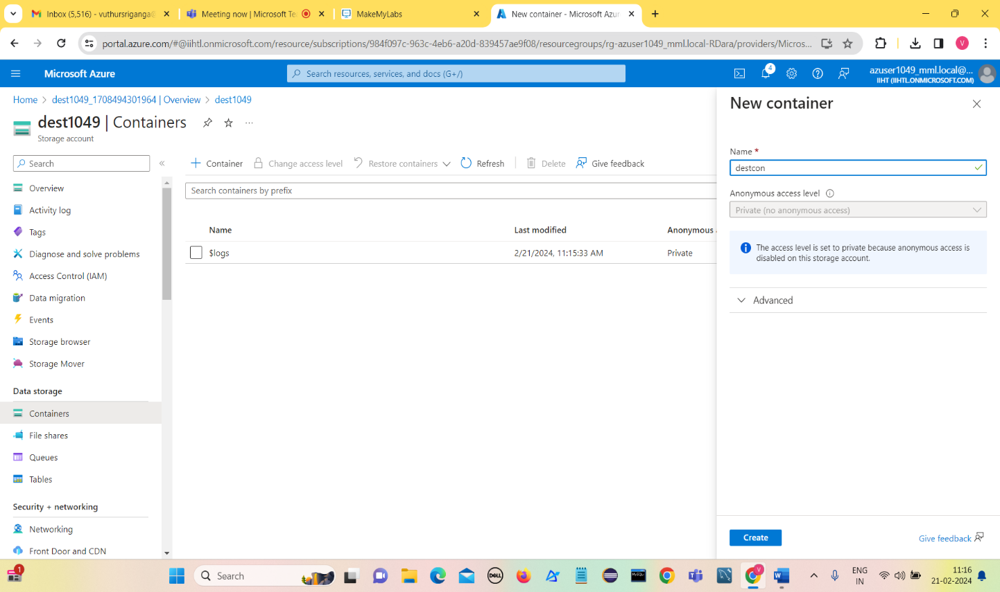 Inbox (5,516) - vuthursriganga@
Meeting now | Microsoft Te
MakeMyLabs
New container - Microsoft Azur
portal.azure.com/#@iihtl.onmicrosoft.com/resource/subscriptions/984f097c-963c-4eb6-a20d-839457ae9f08/resourcegroups/rg-azuser1049_mml.local-RDara/providers/Micros...
V
Microsoft Azure
Search resources, services, and docs (G+/)
4
azuser1049_mml.local@...
IIHT (IIHTL.ONMICROSOFT.COM)
Home > dest1049_1708494301964 | Overview > dest1049
dest1049 | Containers
Storage account
Search
Overview
Activity log
Tags
Diagnose and solve problems
Access Control (IAM)
Data migration
Events
Storage browser
Storage Mover
Data storage
Containers
File shares
Queues
Tables
Security + networking
Networking
Front Door and CDN
Container
Change access level
Restore containers
Refresh
Delete
Give feedback
Search containers by prefix
Name Last modified Anonymous
$logs 2/21/2024, 11:15:33 AM Private
New container
Name *
destcon
Anonymous access level
Private (no anonymous access)
The access level is set to private because anonymous access is
disabled on this storage account.
Advanced
Create
Give feedback
1
Search
DELL
MySQL
V
ENG
IN
11:16
21-02-2024